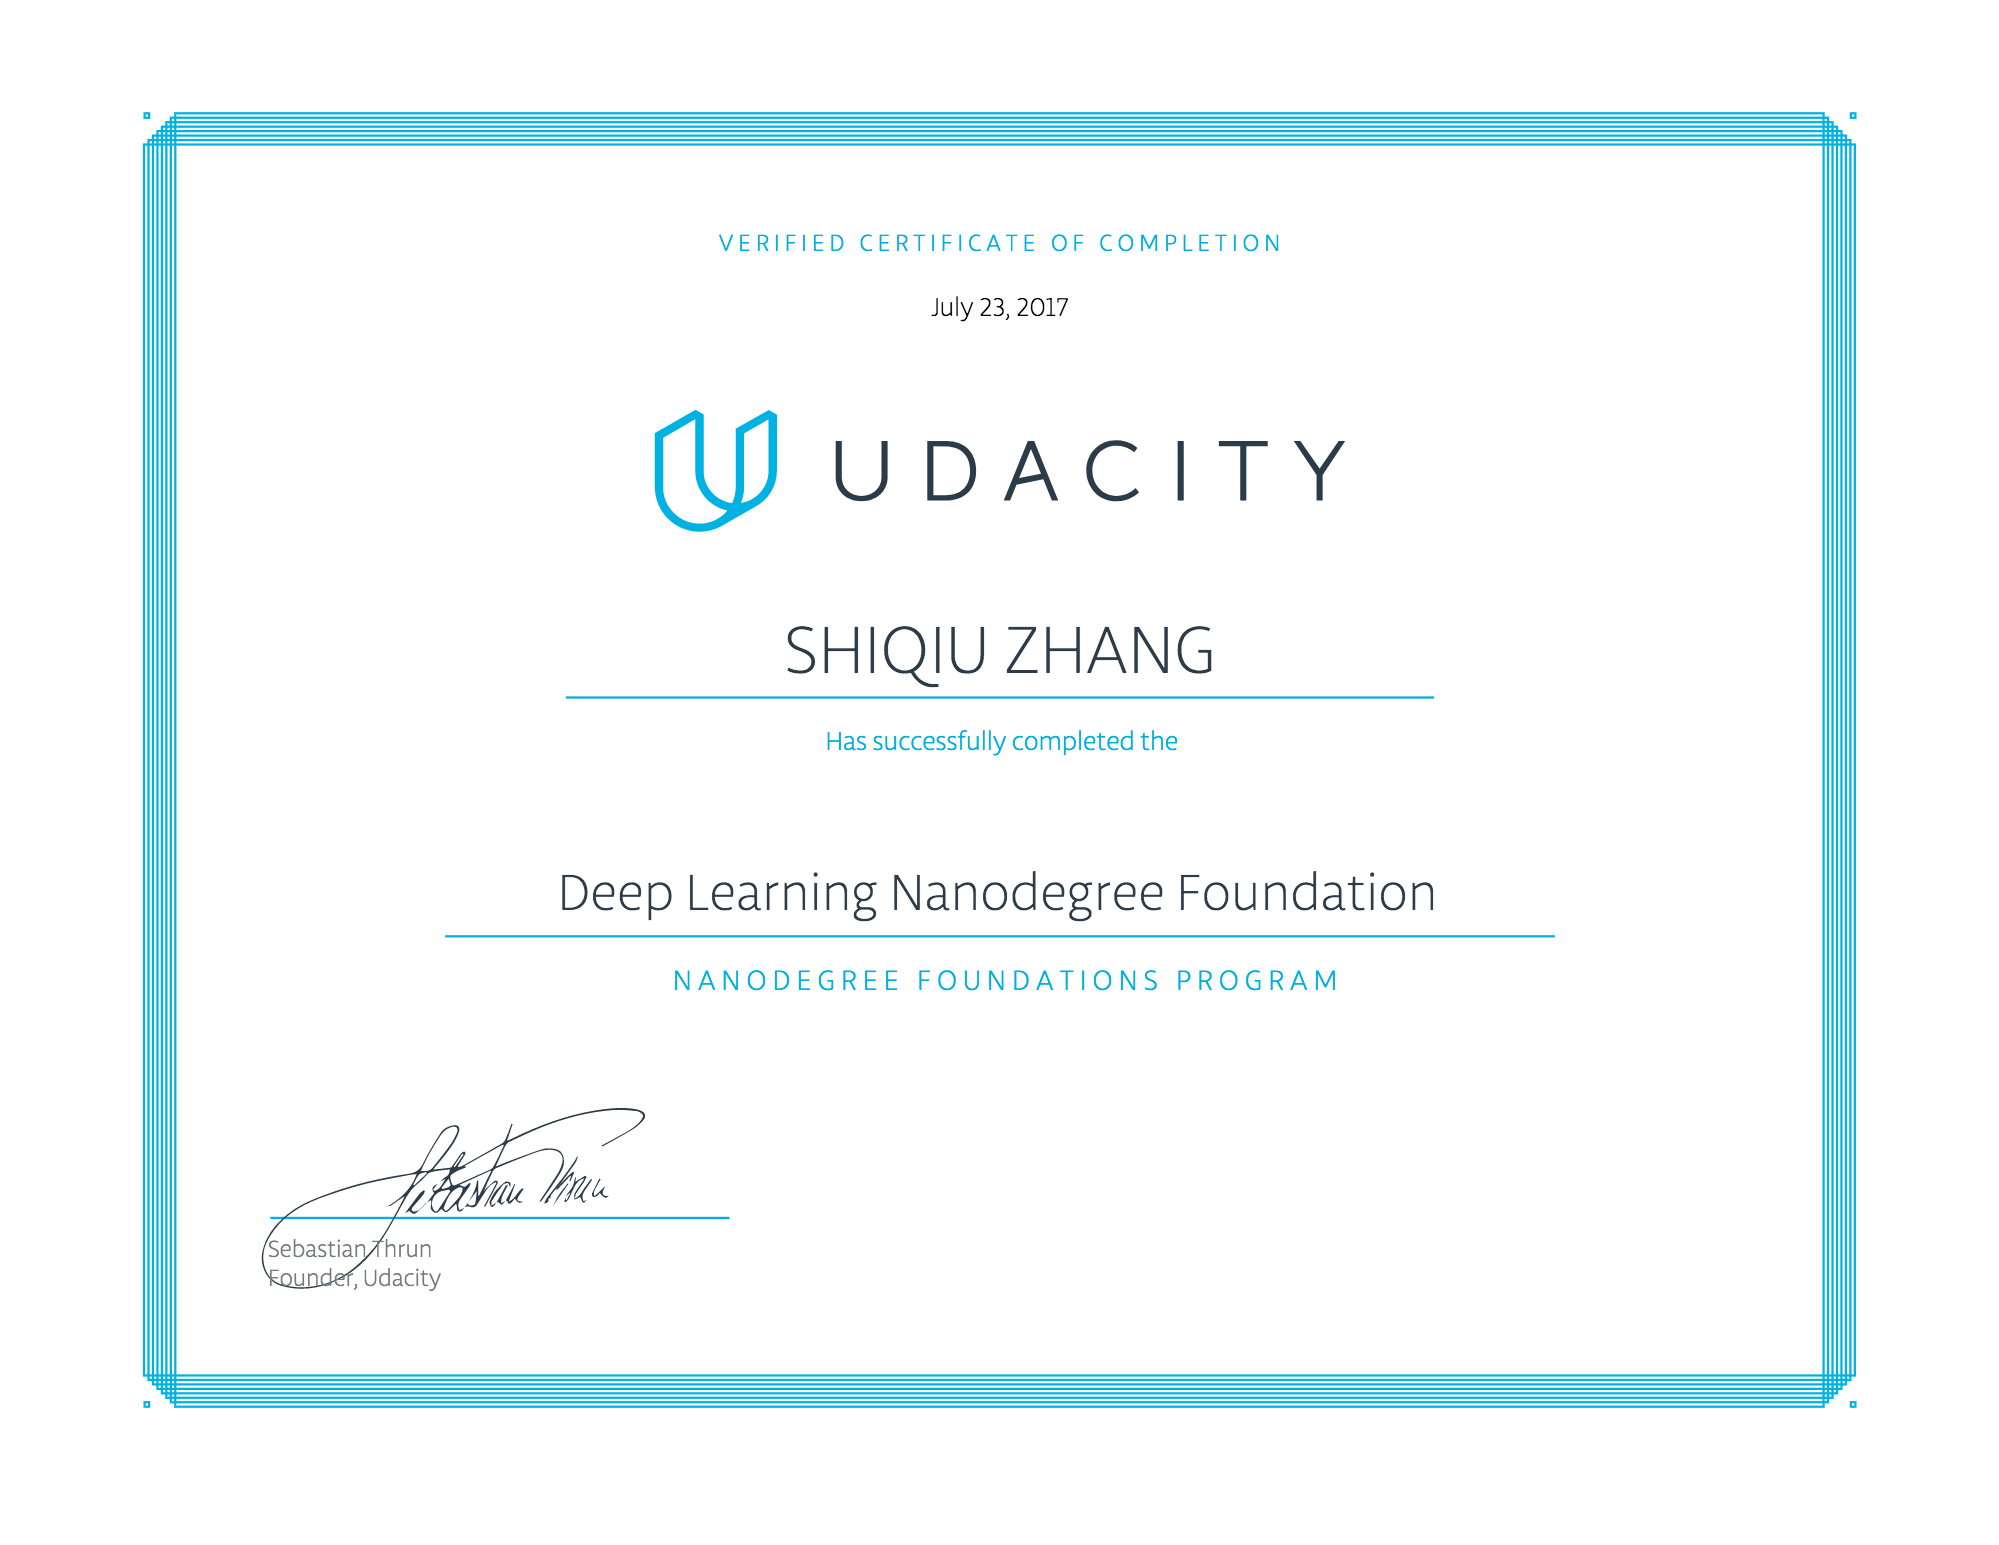 VERIFIED CERTIFICATE OF COMPLETION
July 23, 2017
UDACITY
SHIQIU ZHANG
Has successfully completed the
Deep Learning Nanodegree Foundation
NANODEGREE FOUNDATIONS PROGRAM
Sebastian Thrun
Sebastian Thrun
Founder, Udacity